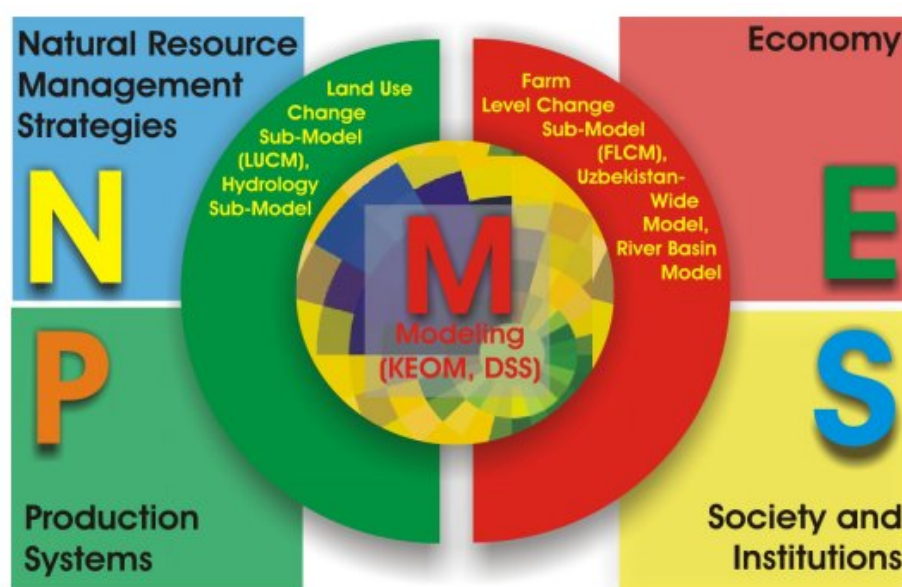 Natural Resource
Management
Strategies
N
Land Use
Change
Sub-Model
(LUCM),
Hydrology
Sub-Model
Farm
Level Change
Sub-Model
(FLCM),
Uzbekistan-
Wide
Model,
River Basin
Model
Economy
E
M
Modeling
(KEOM, DSS)
P
Production
Systems
S
Society and
Institutions